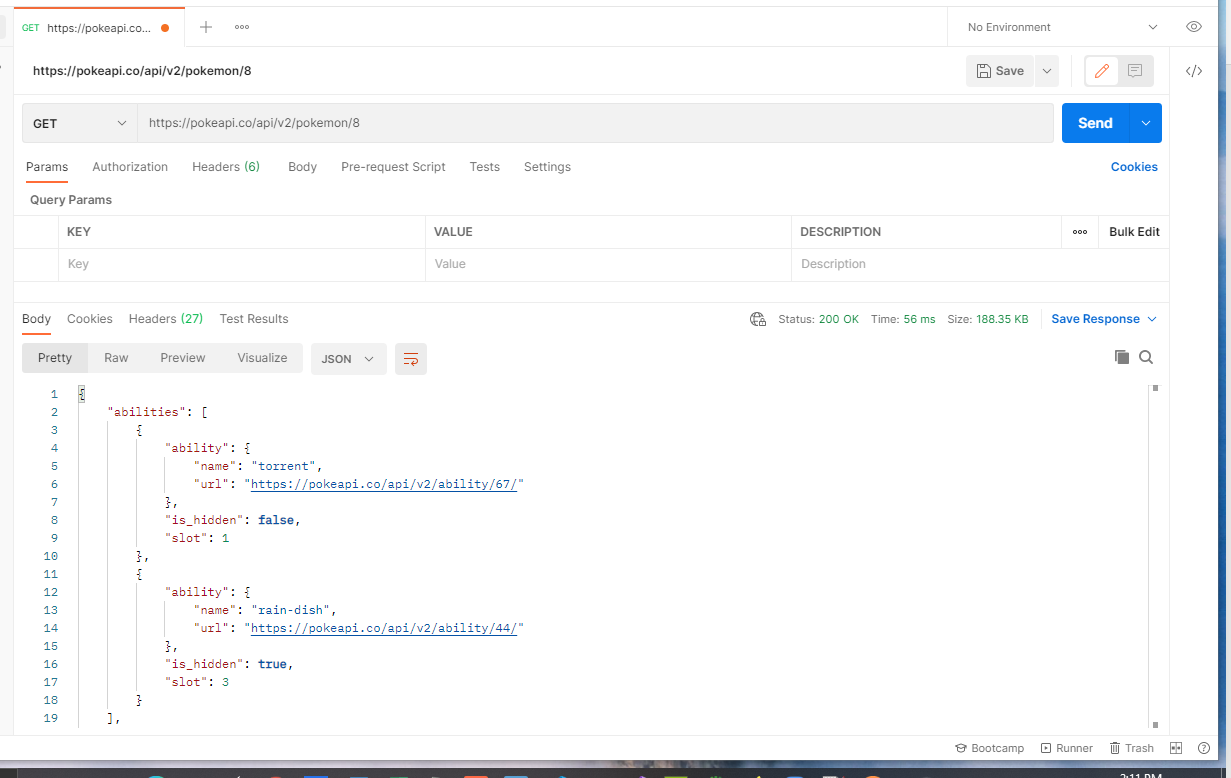 GET https://pokeapi.co...
No Environment
https://pokeapi.co/api/v2/pokemon/8
Save
GET https://pokeapi.co/api/v2/pokemon/8 Send
Params Authorization Headers (6) Body Pre-request Script Tests Settings Cookies
Query Params
KEY VALUE DESCRIPTION Bulk Edit
Key Value Description
Body Cookies Headers (27) Test Results Status: 200 OK Time: 56 ms Size: 188.35 KB Save Response
Pretty Raw Preview Visualize JSON
1 {
2 "abilities": [
3 {
4 "ability": {
5 "name": "torrent",
6 "url": "https://pokeapi.co/api/v2/ability/67/"
7 },
8 "is_hidden": false,
9 "slot": 1
10 },
11 {
12 "ability": {
13 "name": "rain-dish",
14 "url": "https://pokeapi.co/api/v2/ability/44/"
15 },
16 "is_hidden": true,
17 "slot": 3
18 }
19 ],
Bootcamp Runner Trash